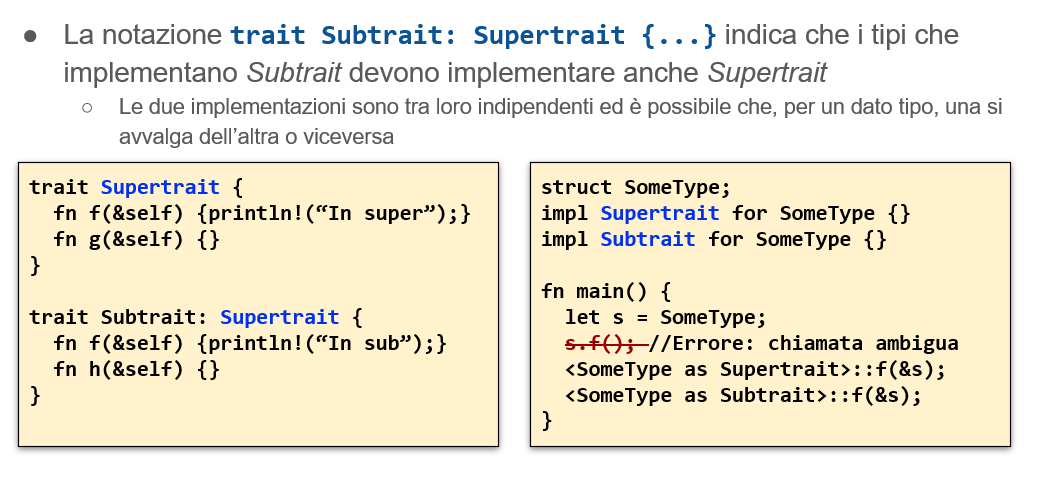 ● La notazione trait Subtrait: Supertrait {...} indica che i tipi che
implementano Subtrait devono implementare anche Supertrait
○ Le due implementazioni sono tra loro indipendenti ed è possibile che, per un dato tipo, una si
avvalga dell’altra o viceversa
trait Supertrait {
  fn f(&self) {println!(“In super”);}
  fn g(&self) {}
}

trait Subtrait: Supertrait {
  fn f(&self) {println!(“In sub”);}
  fn h(&self) {}
}
struct SomeType;
impl Supertrait for SomeType {}
impl Subtrait for SomeType {}

fn main() {
  let s = SomeType;
  s.f(); //Errore: chiamata ambigua
  <SomeType as Supertrait>::f(&s);
  <SomeType as Subtrait>::f(&s);
}